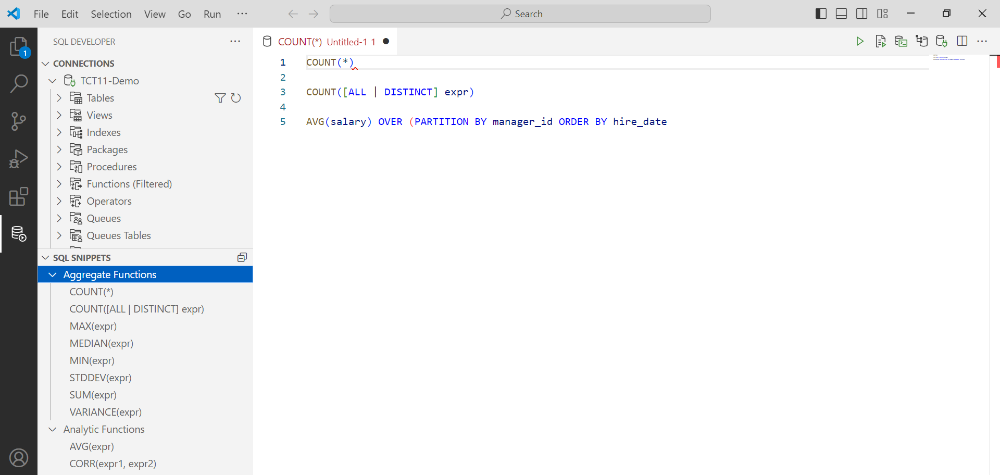 File Edit Selection View Go Run ··· Search
1
SQL DEVELOPER ···
CONNECTIONS
TCT11-Demo
Tables
Views
Indexes
Packages
Procedures
Functions (Filtered)
Operators
Queues
Queues Tables
SQL SNIPPETS
Aggregate Functions
COUNT(*)
COUNT([ALL | DISTINCT] expr)
MAX(expr)
MEDIAN(expr)
MIN(expr)
STDDEV(expr)
SUM(expr)
VARIANCE(expr)
Analytic Functions
AVG(expr)
CORR(expr1, expr2)
COUNT(*) Untitled-1 1
1 COUNT(*)
2
3 COUNT([ALL | DISTINCT] expr)
4
5 AVG(salary) OVER (PARTITION BY manager_id ORDER BY hire_date